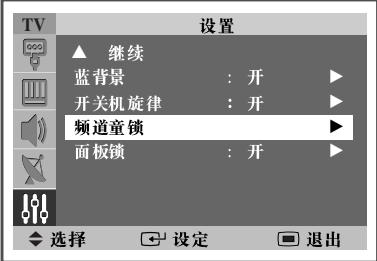 TV 设置
▲ 继续
蓝背景 : 开 ▶
开关机旋律 : 开 ▶
频道童锁 ▶
面板锁 : 开 ▶
选择 设定 退出